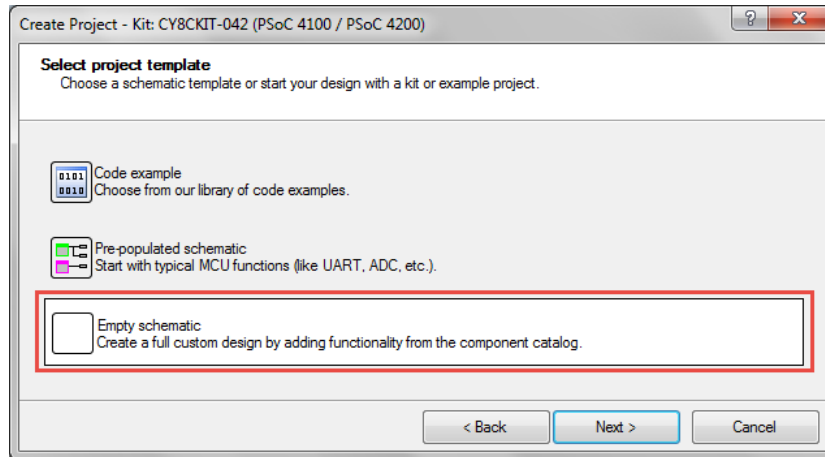 Create Project - Kit: CY8CKIT-042 (PSoC 4100 / PSoC 4200)
?
X
Select project template
Choose a schematic template or start your design with a kit or example project.
0101
0010
Code example
Choose from our library of code examples.
Pre-populated schematic
Start with typical MCU functions (like UART, ADC, etc.).
Empty schematic
Create a full custom design by adding functionality from the component catalog.
< Back
Next >
Cancel